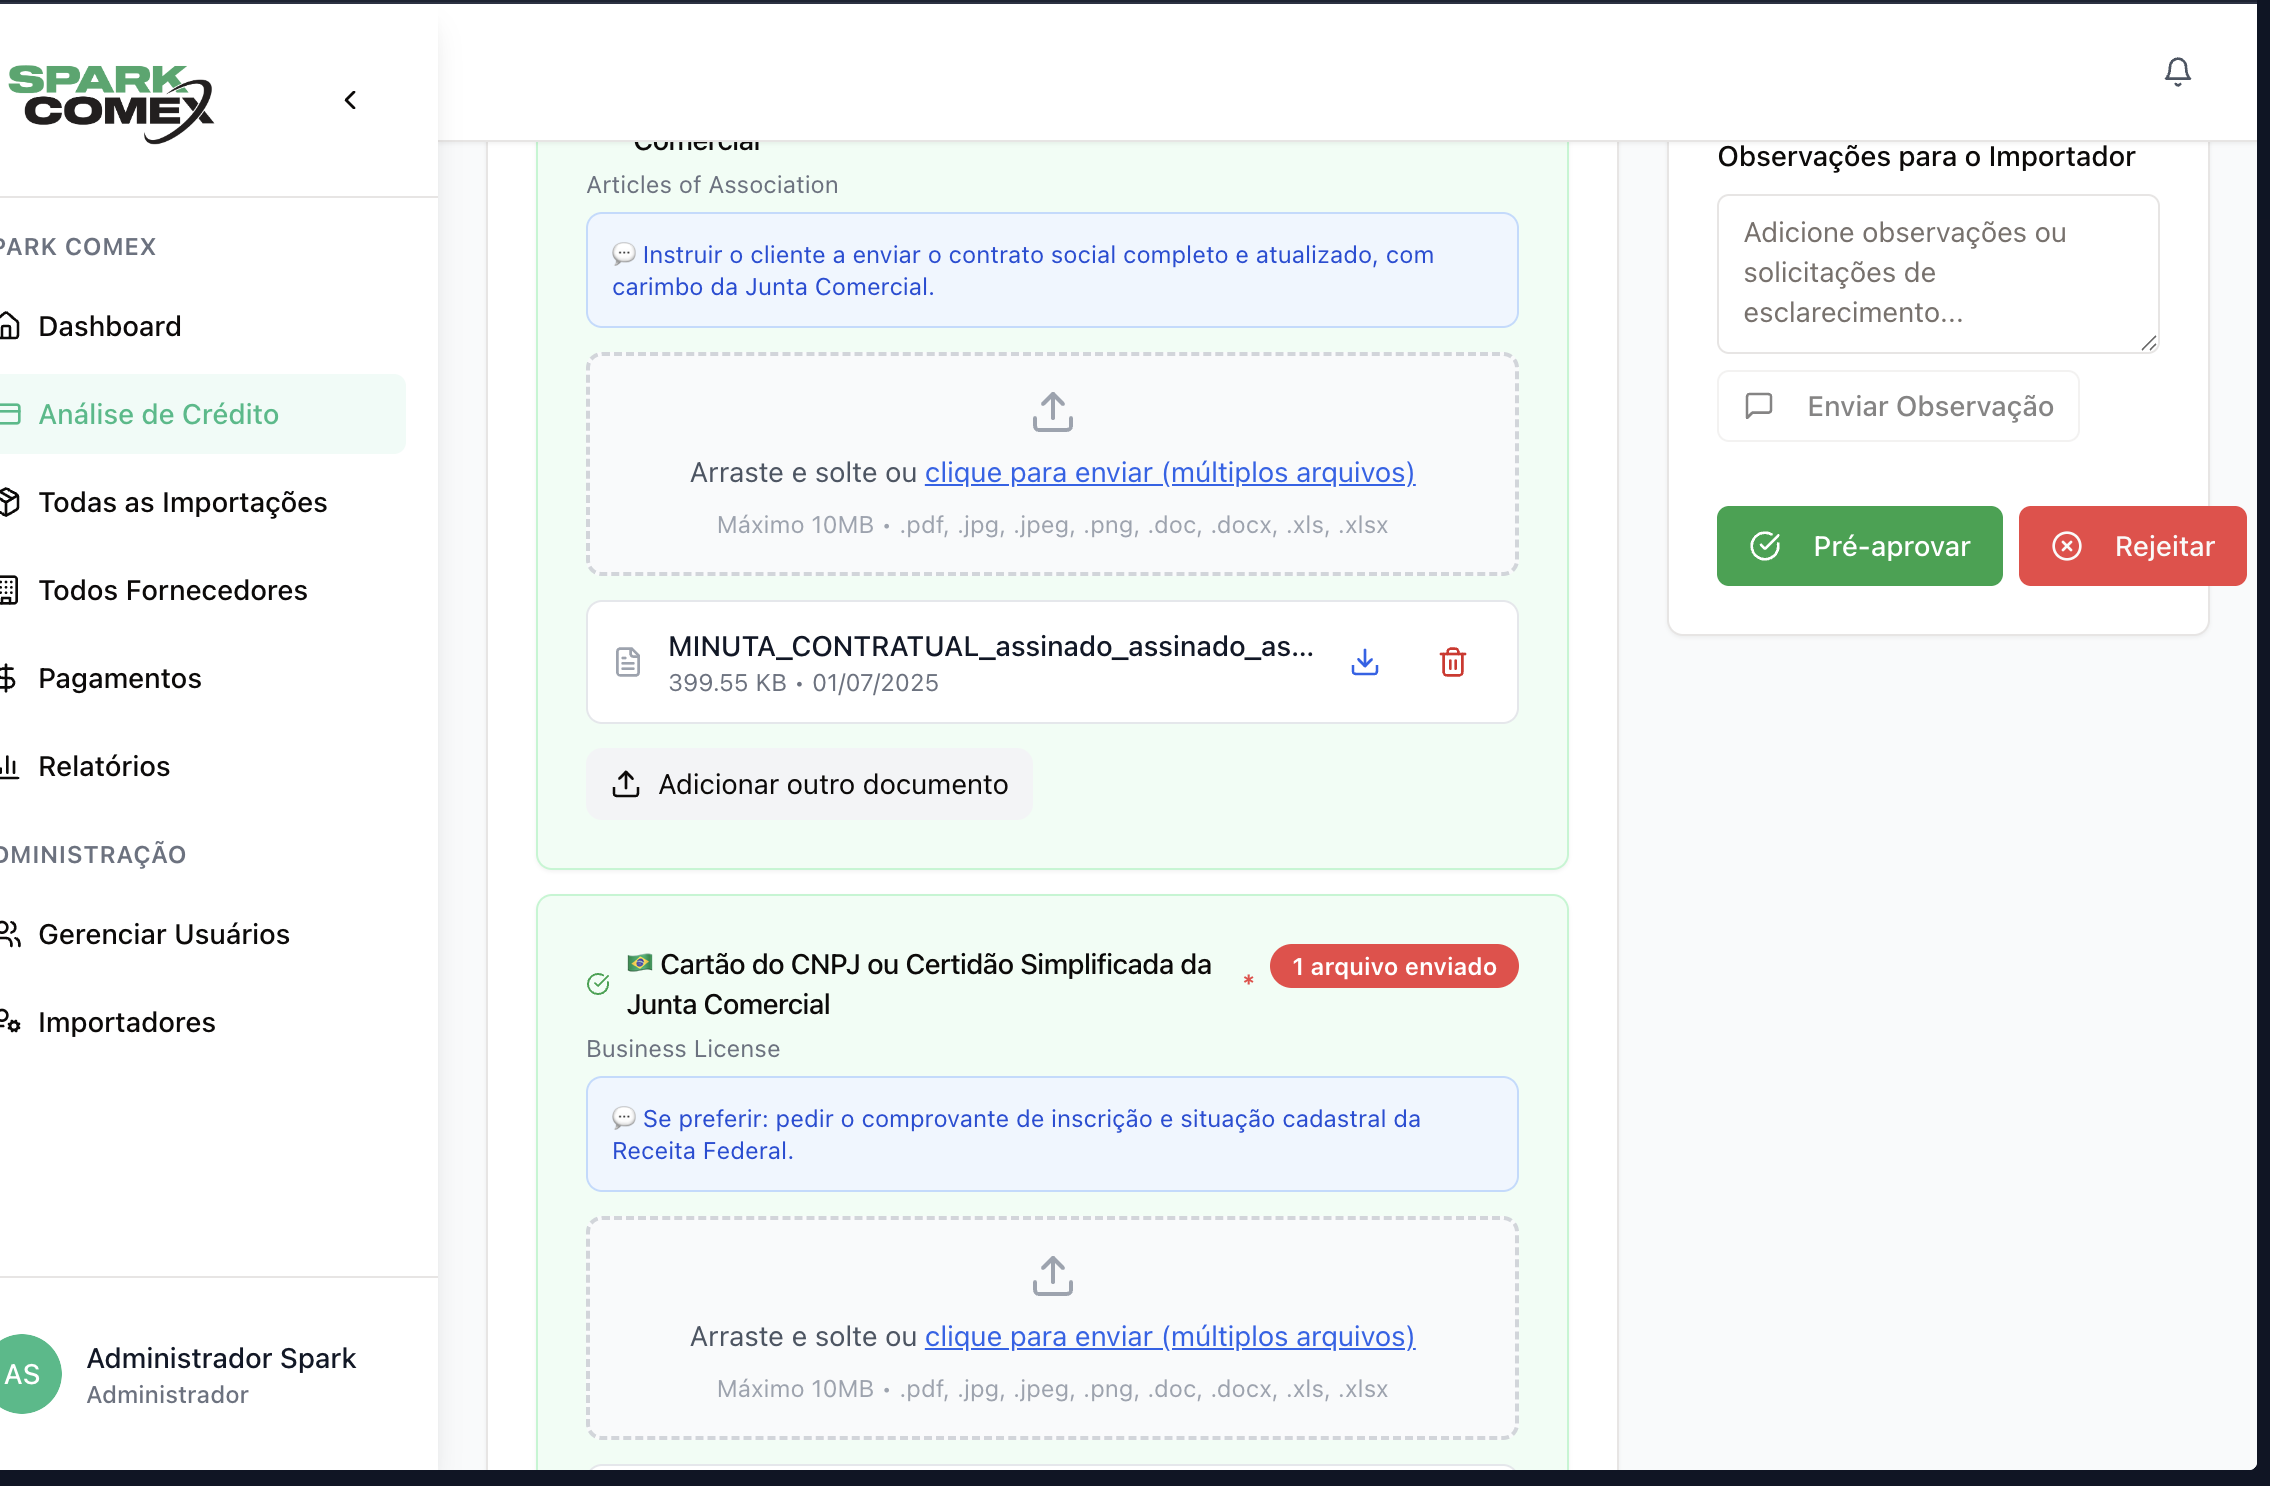 SPARK
COMEX
PARK COMEX
Dashboard
Análise de Crédito
Todas as Importações
Todos Fornecedores
Pagamentos
Relatórios
DMINISTRAÇÃO
Gerenciar Usuários
Importadores
AS
Administrador Spark
Administrador
Comercial
Articles of Association
💬 Instruir o cliente a enviar o contrato social completo e atualizado, com
carimbo da Junta Comercial.
Arraste e solte ou clique para enviar (múltiplos arquivos)
Máximo 10MB • .pdf, .jpg, .jpeg, .png, .doc, .docx, .xls, .xlsx
MINUTA_CONTRATUAL_assinado_assinado_as...
399.55 KB • 01/07/2025
Adicionar outro documento
🇧🇷 Cartão do CNPJ ou Certidão Simplificada da
Junta Comercial
*
1 arquivo enviado
Business License
💬 Se preferir: pedir o comprovante de inscrição e situação cadastral da
Receita Federal.
Arraste e solte ou clique para enviar (múltiplos arquivos)
Máximo 10MB • .pdf, .jpg, .jpeg, .png, .doc, .docx, .xls, .xlsx
Observações para o Importador
Adicione observações ou
solicitações de
esclarecimento...
Enviar Observação
Pré-aprovar
Rejeitar